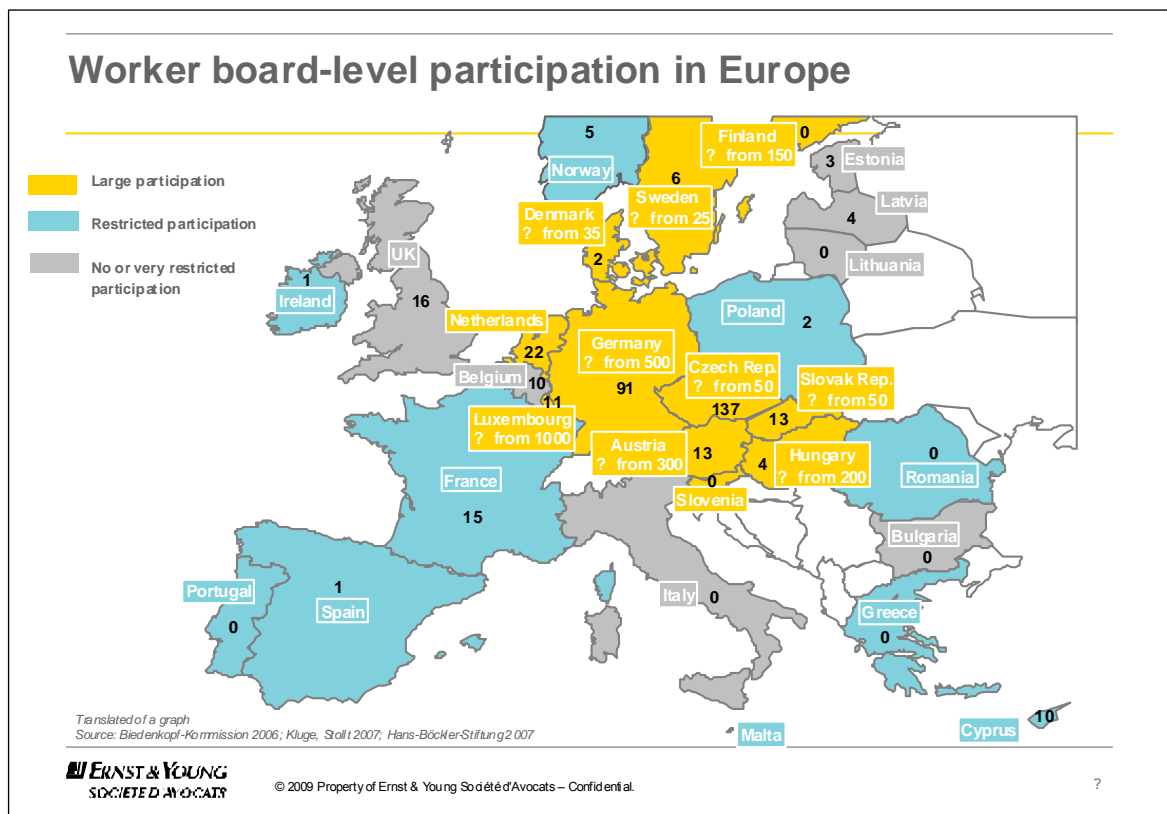 Worker board-level participation in Europe
Large participation
Restricted participation
No or very restricted
participation
5
Norway
Finland
? from 150
0
3
Estonia
6
Sweden
? from 25
Latvia
4
Denmark
? from 35
2
0
Lithuania
UK
16
1
Ireland
Netherlands
22
Germany
? from 500
91
Poland
2
Belgium
10
11
Luxembourg
? from 1000
Czech Rep.
? from 50
137
Slovak Rep.
? from 50
13
Austria
? from 300
13
4
Hungary
? from 200
0
Slovenia
0
Romania
France
15
Bulgaria
0
Portugal
0
1
Spain
Italy
0
Greece
0
Malta
10
Cyprus
Translated of a graph
Source: Biedenkopf-Kommission 2006; Kluge, Stollt 2007; Hans-Böckler-Stiftung 2007
ERNST & YOUNG
SOCIETE D'AVOCATS
© 2009 Property of Ernst & Young Société d'Avocats – Confidential.
?